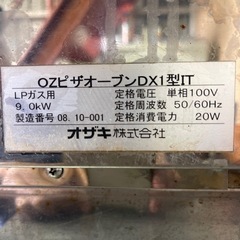 OZピザオーブンDX1型IT
LPガス用 定格電圧 単相100V
9.0kW 定格周波数 50/60Hz
製造番号 08.10-001 定格消費電力 20W
オザキ株式会社